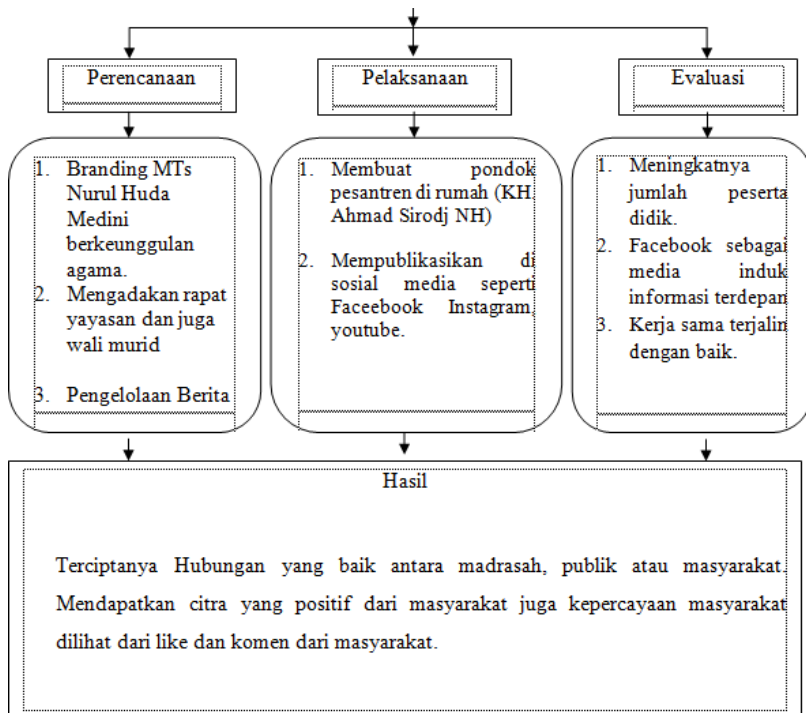 Perencanaan
Pelaksanaan
Evaluasi
1. Branding MTs
Nurul Huda
Medini
berkeunggulan
agama.
2. Mengadakan rapat
yayasan dan juga
wali murid
3. Pengelolaan Berita
1. Membuat pondok
pesantren di rumah (KH.
Ahmad Sirodj NH)
2. Mempublikasikan di
sosial media seperti
Faceebook Instagram,
youtube.
1. Meningkatnya
jumlah peserta
didik.
2. Facebook sebagai
media induk
informasi terdepan
3. Kerja sama terjalin
dengan baik.
Hasil
Terciptanya Hubungan yang baik antara madrasah, publik atau masyarakat.
Mendapatkan citra yang positif dari masyarakat juga kepercayaan masyarakat
dilihat dari like dan komen dari masyarakat.